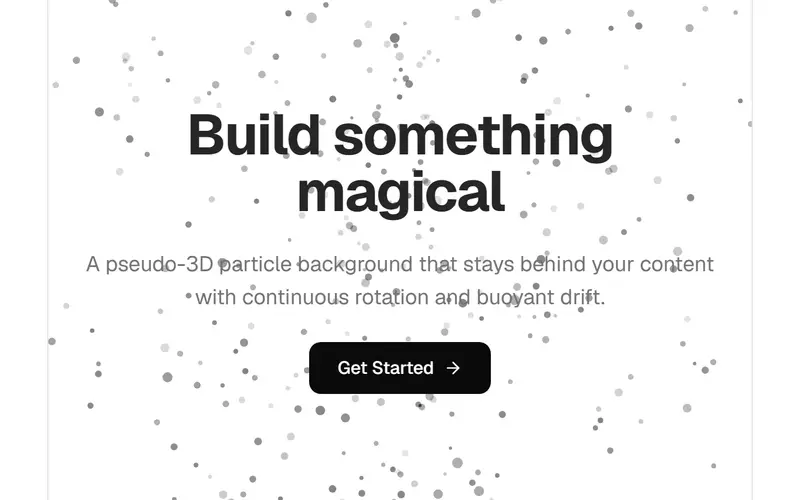 Build something
magical
A pseudo-3D particle background that stays behind your content
with continuous rotation and buoyant drift.
Get Started →